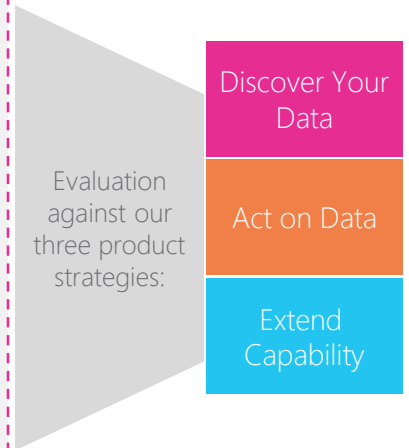 Evaluation
against our
three product
strategies:
Discover Your
Data
Act on Data
Extend
Capability